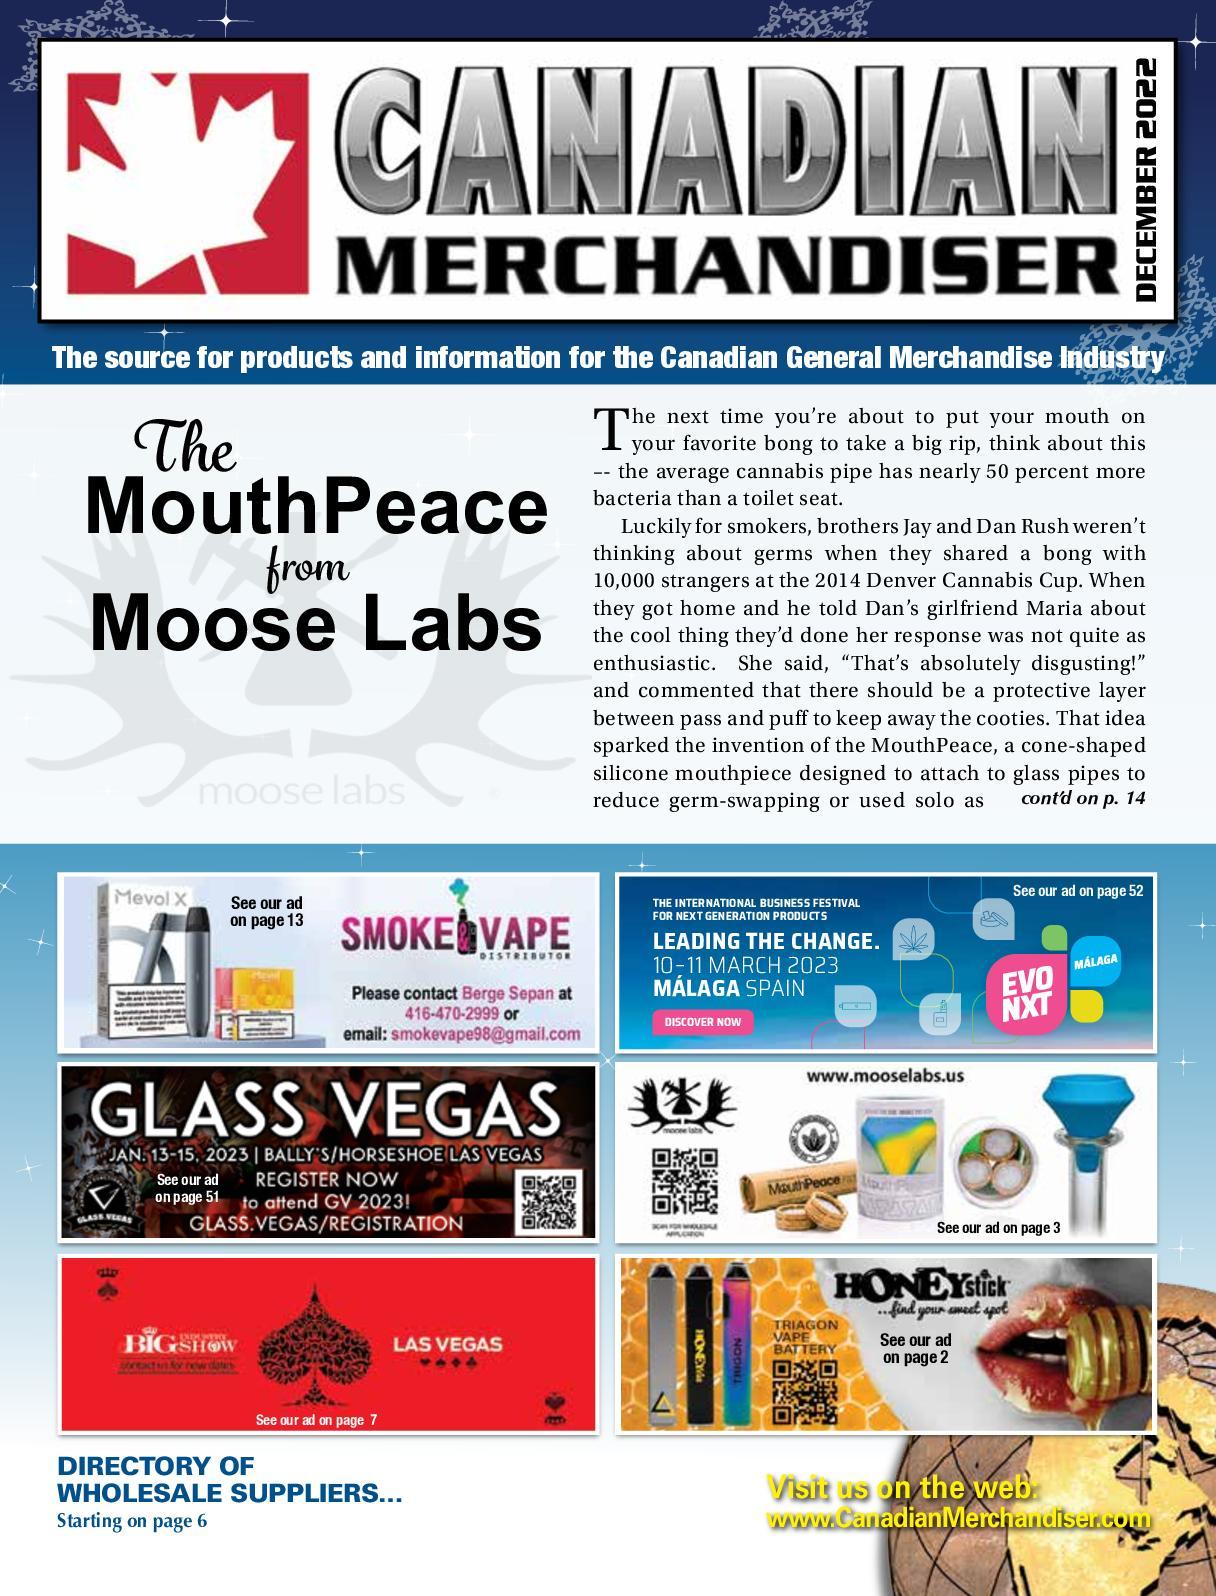 CANADIAN
MERCHANDISER
DECEMBER 2022
The source for products and information for the Canadian General Merchandise Industry
The
MouthPeace
from
Moose Labs
moose labs
The next time you're about to put your mouth on
your favorite bong to take a big rip, think about this
-- the average cannabis pipe has nearly 50 percent more
bacteria than a toilet seat.
Luckily for smokers, brothers Jay and Dan Rush weren't
thinking about germs when they shared a bong with
10,000 strangers at the 2014 Denver Cannabis Cup. When
they got home and he told Dan's girlfriend Maria about
the cool thing they'd done her response was not quite as
enthusiastic. She said, “That's absolutely disgusting!”
and commented that there should be a protective layer
between pass and puff to keep away the cooties. That idea
sparked the invention of the MouthPeace, a cone-shaped
silicone mouthpiece designed to attach to glass pipes to
reduce germ-swapping or used solo as cont'd on p. 14
Mevol X
See our ad
on page 13
SMOKE & VAPE
DISTRIBUTOR
Please contact Berge Sepan at
416-470-2999 or
email: smokevape98@gmail.com
See our ad on page 52
THE INTERNATIONAL BUSINESS FESTIVAL
FOR NEXT GENERATION PRODUCTS
LEADING THE CHANGE.
10-11 MARCH 2023
MÁLAGA SPAIN
DISCOVER NOW
EVO
NXT
MÁLAGA
GLASS VEGAS
JAN. 13-15, 2023 | BALLY'S/HORSESHOE LAS VEGAS
See our ad
on page 51
REGISTER NOW
to attend GV 2023!
GLASS.VEGAS/REGISTRATION
GLASS.VEGAS
www.mooselabs.us
moose labs
SCAN FOR WHOLESALE
APPLICATION
MouthPeace
See our ad on page 3
BIG INDUSTRY SHOW
contact us for new dates
LAS VEGAS
See our ad on page 7
HONEYstick
...find your sweet spot
TRIAGON
VAPE
BATTERY
See our ad
on page 2
DIRECTORY OF
WHOLESALE SUPPLIERS...
Starting on page 6
Visit us on the web:
www.CanadianMerchandiser.com